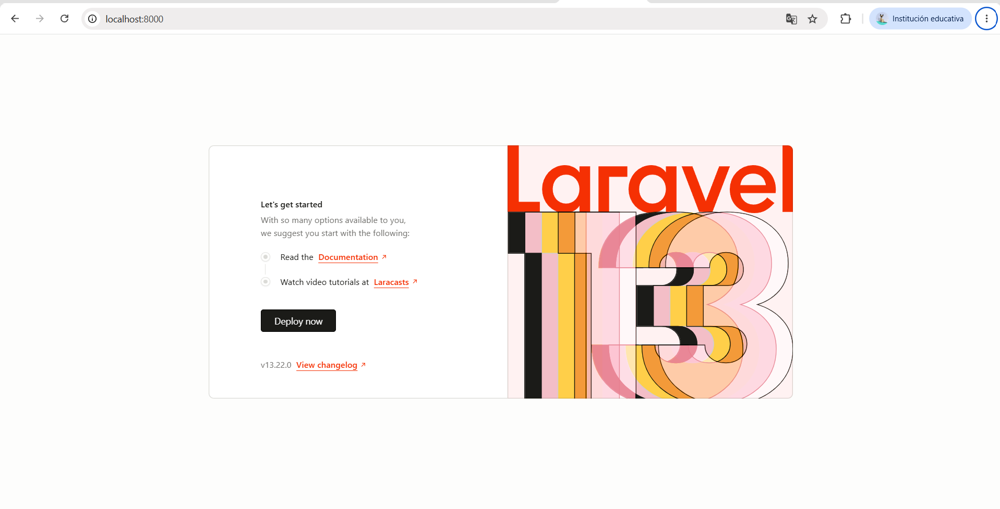 localhost:8000
Institución educativa
Let's get started
With so many options available to you,
we suggest you start with the following:
Read the Documentation
Watch video tutorials at Laracasts
Deploy now
v13.22.0 View changelog
Laravel
13